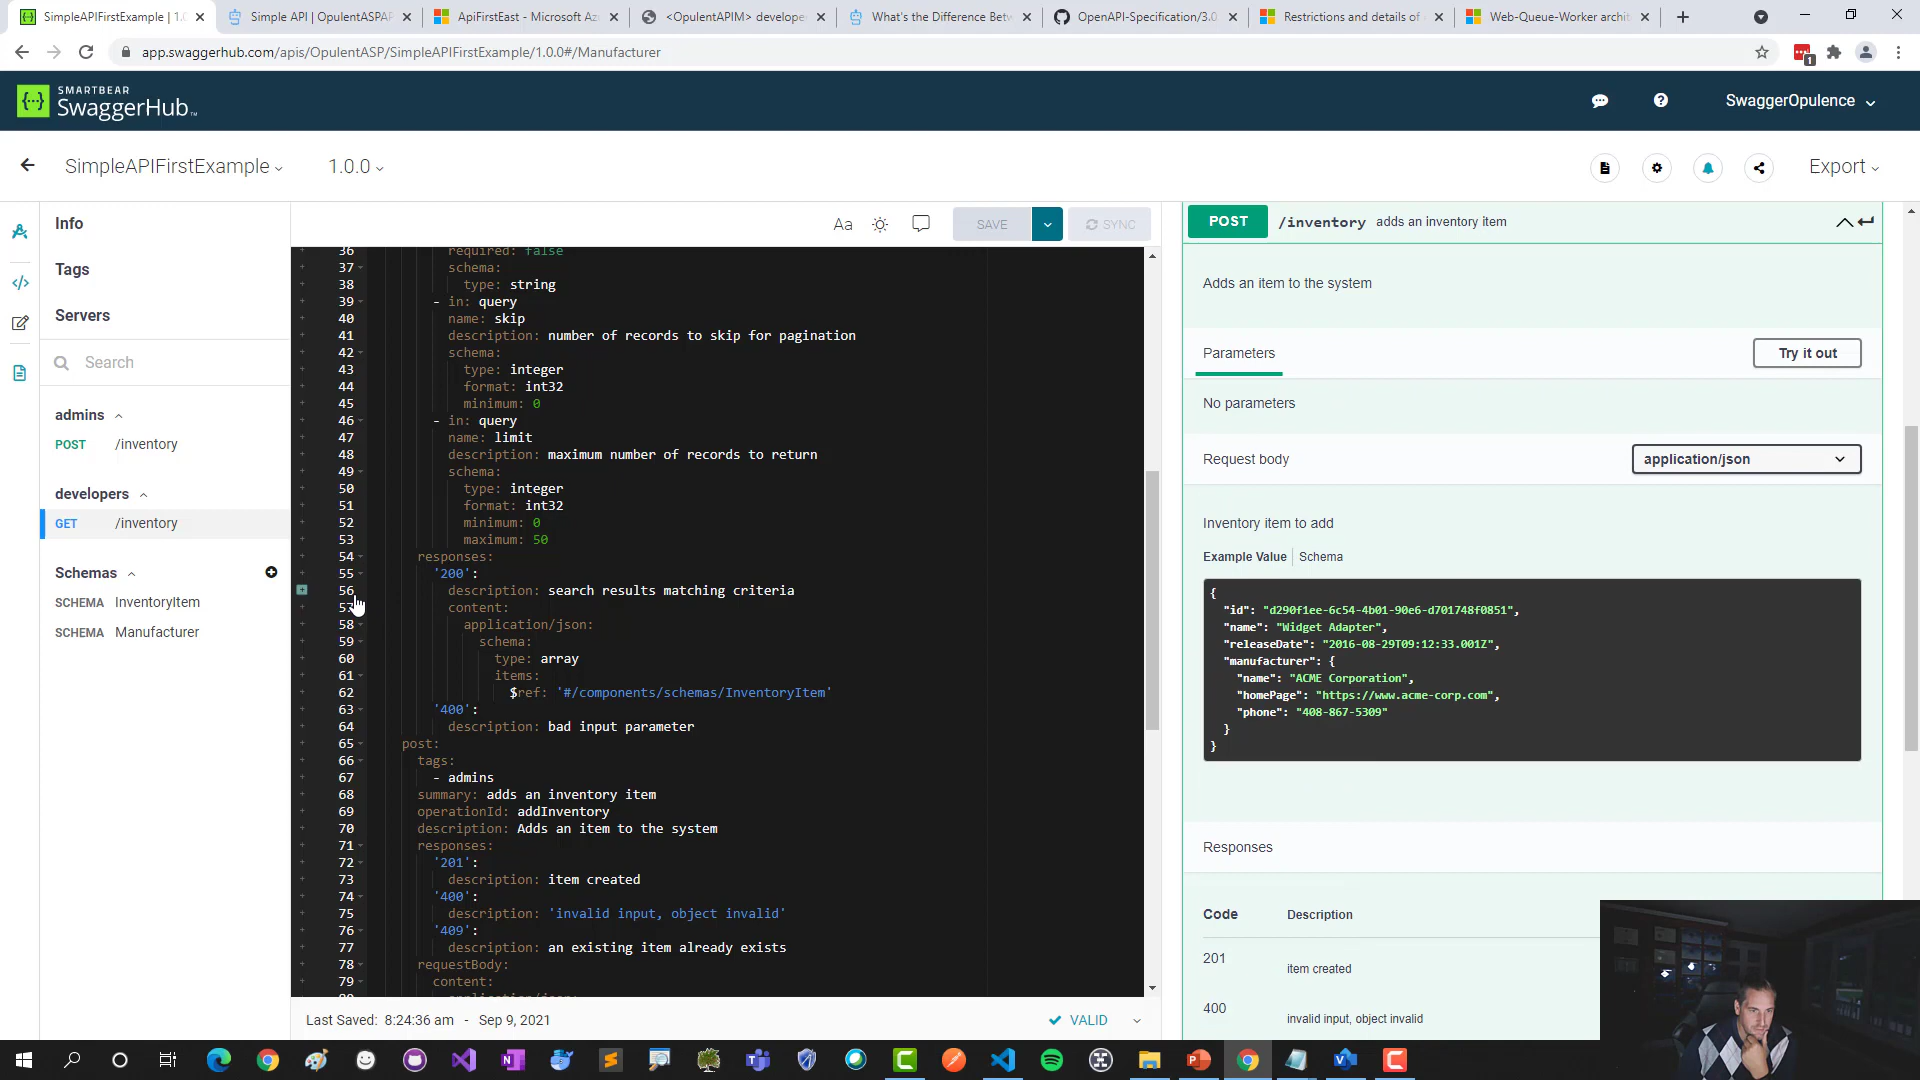 SimpleAPIFirstExample | 1.0
Simple API | OpulentASPAP
ApiFirstEast - Microsoft Az
<OpulentAPIM> develope
What's the Difference Betw
OpenAPI-Specification/3.0
Restrictions and details of
Web-Queue-Worker archit
app.swaggerhub.com/apis/OpulentASP/SimpleAPIFirstExample/1.0.0#/Manufacturer
1
{··}
SMARTBEAR
SwaggerHub™
SwaggerOpulence
SimpleAPIFirstExample
1.0.0
Export
Info
Tags
Servers
Search
admins
POST /inventory
developers
GET /inventory
Schemas
SCHEMA InventoryItem
SCHEMA Manufacturer
Aa
SAVE
SYNC
36 required: false
37 schema:
38 type: string
39 - in: query
40 name: skip
41 description: number of records to skip for pagination
42 schema:
43 type: integer
44 format: int32
45 minimum: 0
46 - in: query
47 name: limit
48 description: maximum number of records to return
49 schema:
50 type: integer
51 format: int32
52 minimum: 0
53 maximum: 50
54 responses:
55 '200':
56 description: search results matching criteria
57 content:
58 application/json:
59 schema:
60 type: array
61 items:
62 $ref: '#/components/schemas/InventoryItem'
63 '400':
64 description: bad input parameter
65 post:
66 tags:
67 - admins
68 summary: adds an inventory item
69 operationId: addInventory
70 description: Adds an item to the system
71 responses:
72 '201':
73 description: item created
74 '400':
75 description: 'invalid input, object invalid'
76 '409':
77 description: an existing item already exists
78 requestBody:
79 content:
80 application/json:
Last Saved: 8:24:36 am - Sep 9, 2021
VALID
POST /inventory adds an inventory item
Adds an item to the system
Parameters
Try it out
No parameters
Request body
application/json
Inventory item to add
Example Value | Schema
{
"id": "d290f1ee-6c54-4b01-90e6-d701748f0851",
"name": "Widget Adapter",
"releaseDate": "2016-08-29T09:12:33.001Z",
"manufacturer": {
"name": "ACME Corporation",
"homePage": "https://www.acme-corp.com",
"phone": "408-867-5309"
}
}
Responses
Code Description
201 item created
400 invalid input, object invalid